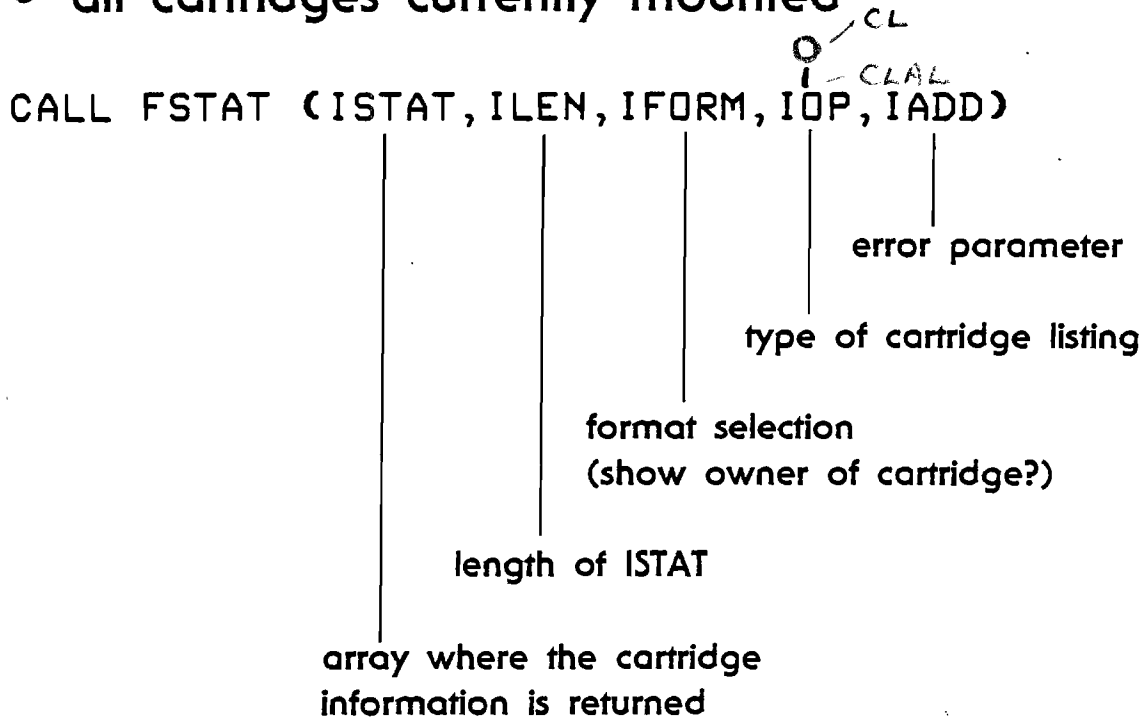 • all cartridges currently mounted
O CL
I - CLAL
CALL FSTAT (ISTAT,ILEN,IFORM,IOP,IADD)
error parameter
type of cartridge listing
format selection
(show owner of cartridge?)
length of ISTAT
array where the cartridge
information is returned